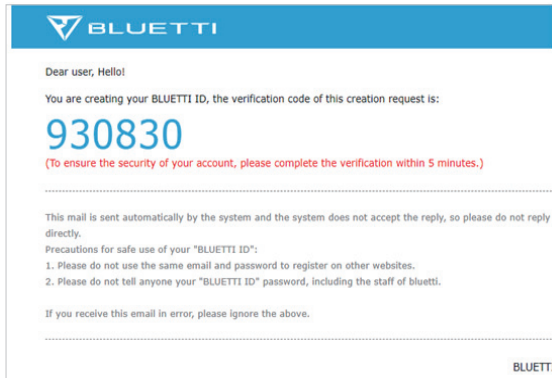 BLUETTI
Dear user, Hello!
You are creating your BLUETTI ID, the verification code of this creation request is:
930830
(To ensure the security of your account, please complete the verification within 5 minutes.)
This mail is sent automatically by the system and the system does not accept the reply, so please do not reply
directly.
Precautions for safe use of your "BLUETTI ID":
1. Please do not use the same email and password to register on other websites.
2. Please do not tell anyone your "BLUETTI ID" password, including the staff of bluetti.
If you receive this email in error, please ignore the above.
BLUETT